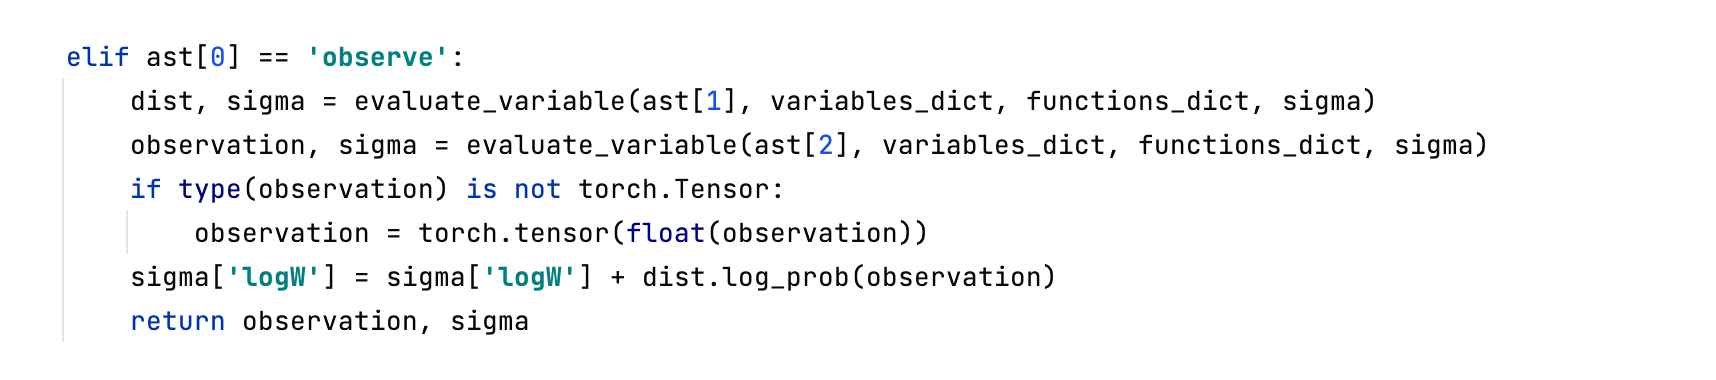 elif ast[0] == 'observe':
    dist, sigma = evaluate_variable(ast[1], variables_dict, functions_dict, sigma)
    observation, sigma = evaluate_variable(ast[2], variables_dict, functions_dict, sigma)
    if type(observation) is not torch.Tensor:
        observation = torch.tensor(float(observation))
    sigma['logW'] = sigma['logW'] + dist.log_prob(observation)
    return observation, sigma